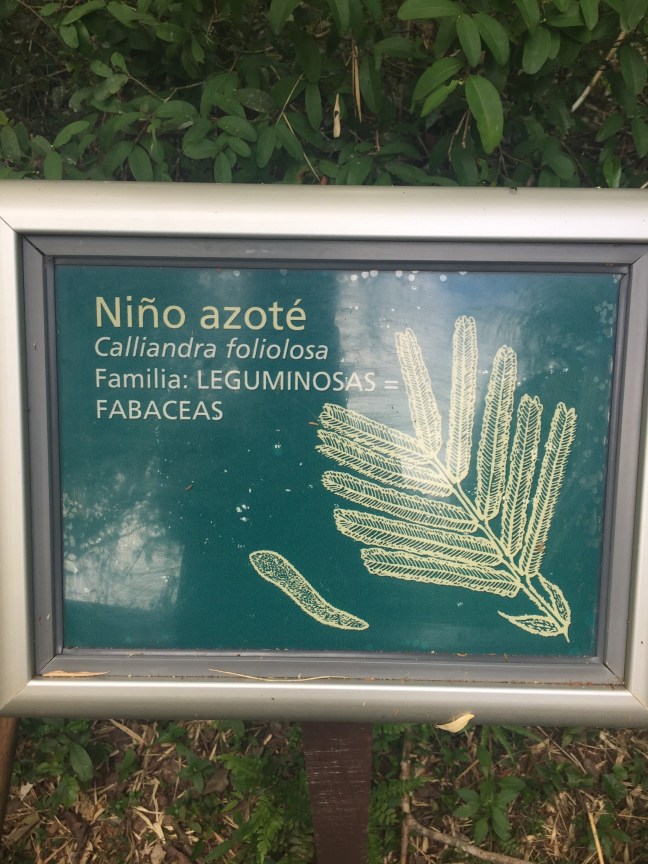 Niño azoté
Calliandra foliolosa
Familia: LEGUMINOSAS =
FABACEAS